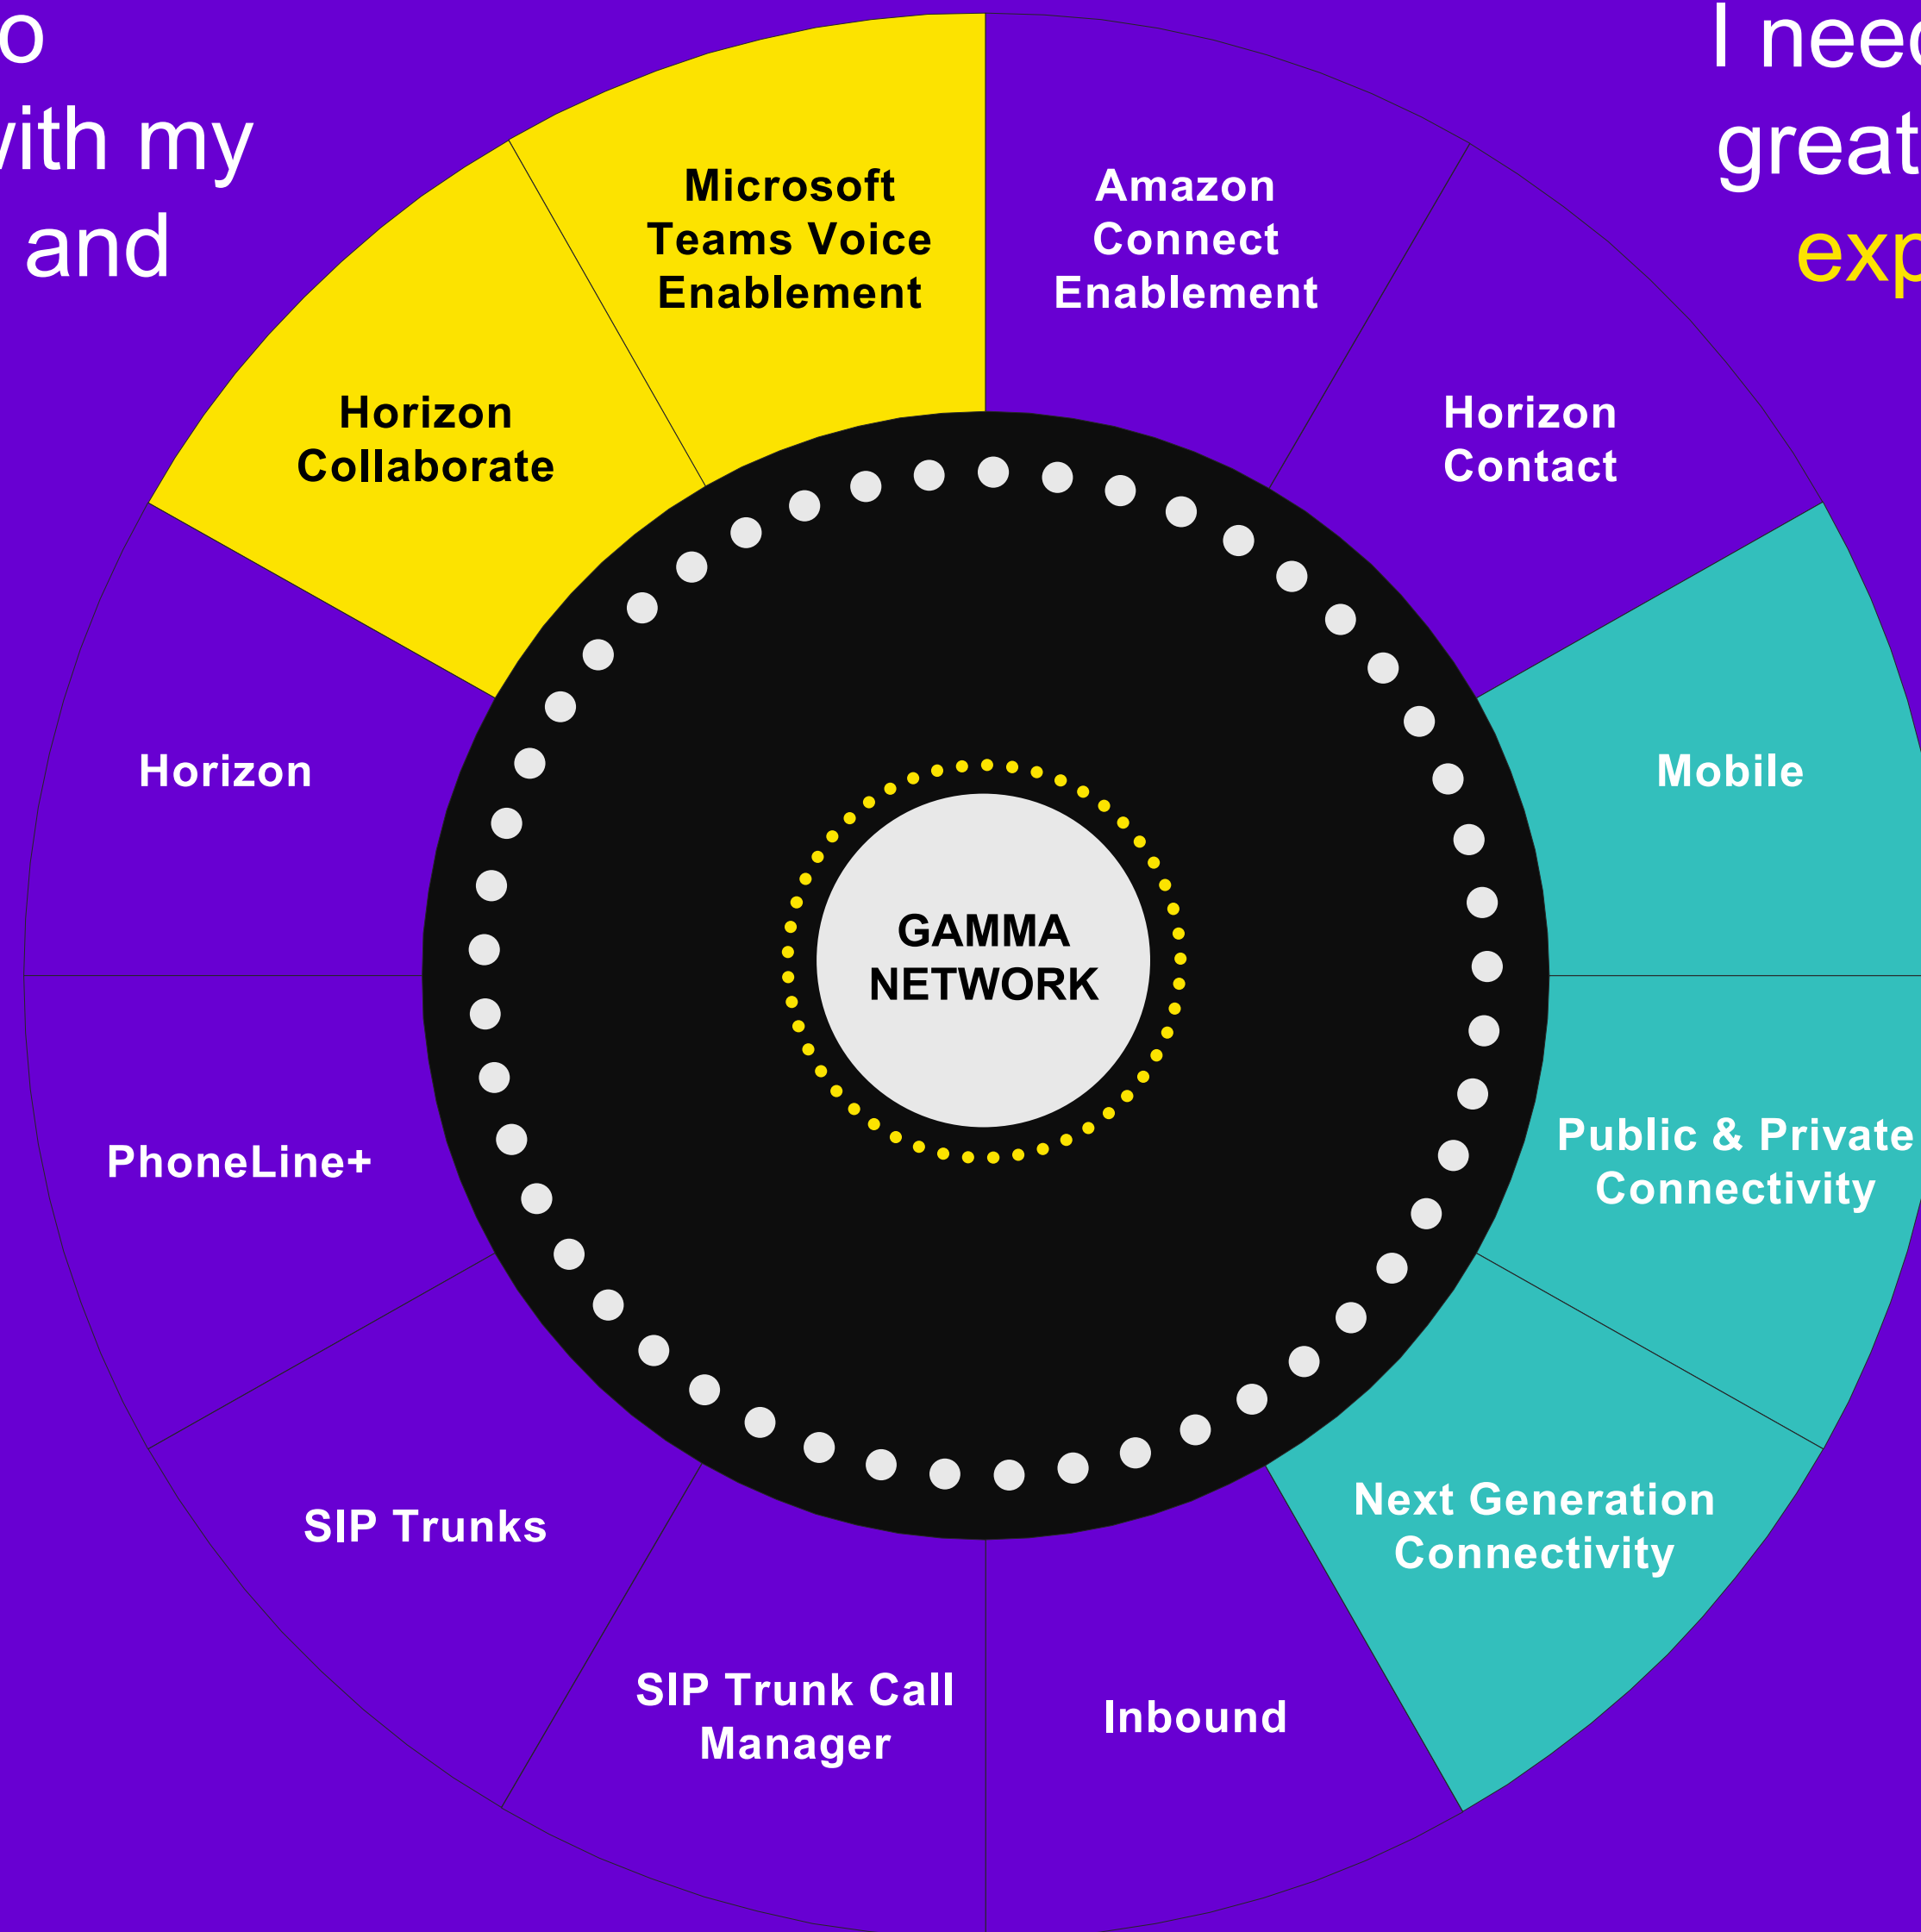 with my
and
I need
great
Microsoft
Teams Voice
Enablement
Amazon
Connect
Enablement
Horizon
Collaborate
Horizon
Contact
Horizon
Mobile
GAMMA
NETWORK
PhoneLine+
Public & Private
Connectivity
SIP Trunks
Next Generation
Connectivity
SIP Trunk Call
Manager
Inbound